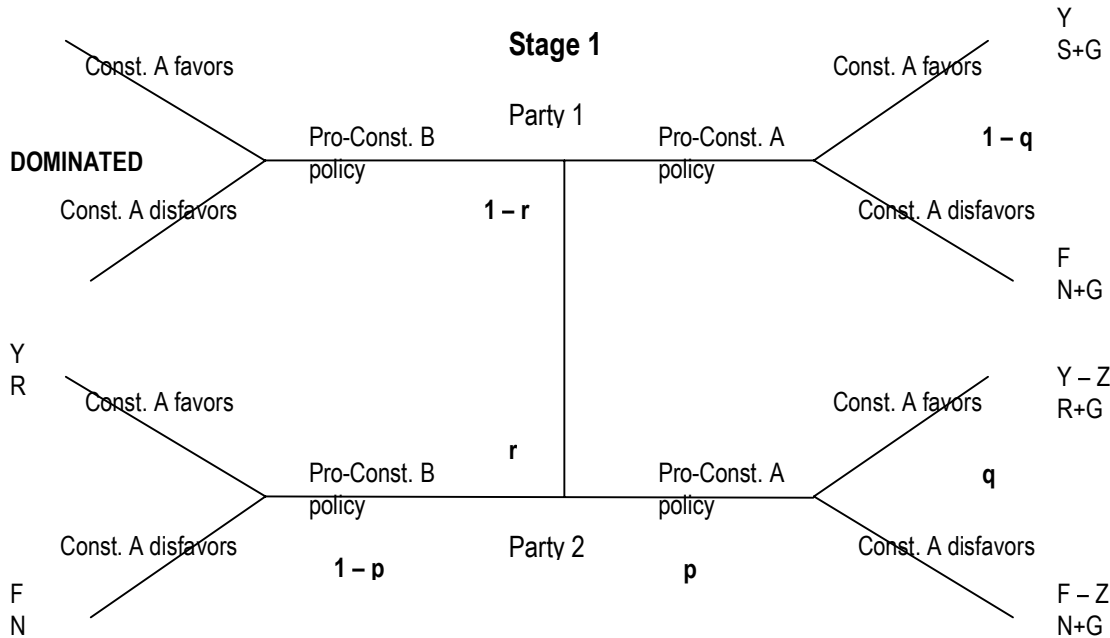 Y
S+G
Stage 1
Const. A favors
Const. A favors
Party 1
Pro-Const. B
policy
Pro-Const. A
policy
1 – q
DOMINATED
Const. A disfavors
1 – r
Const. A disfavors
F
N+G
Y
R
Y – Z
R+G
Const. A favors
Const. A favors
r
Pro-Const. B
policy
Pro-Const. A
policy
q
Const. A disfavors
Party 2
Const. A disfavors
1 – p
p
F
N
F – Z
N+G